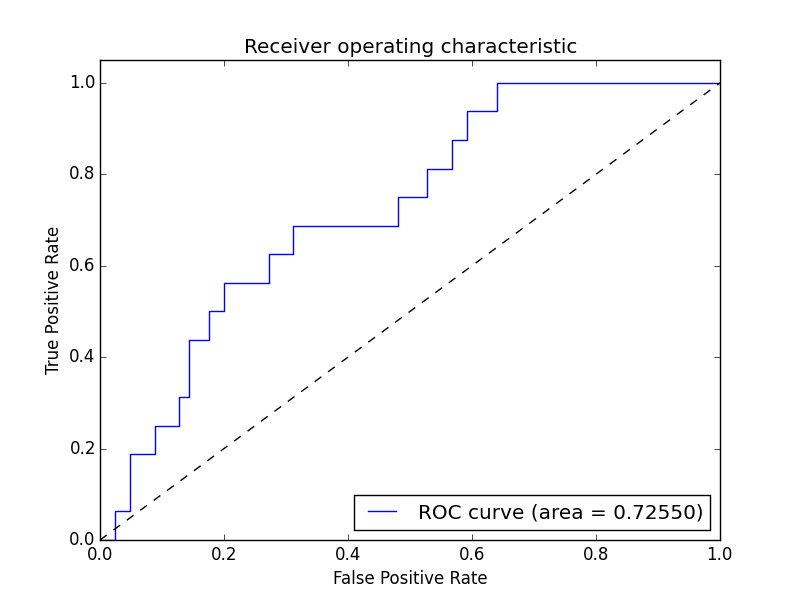 Receiver operating characteristic
1.0
0.8
0.6
0.4
0.2
0.0
True Positive Rate
ROC curve (area = 0.72550)
0.0 0.2 0.4 0.6 0.8 1.0
False Positive Rate